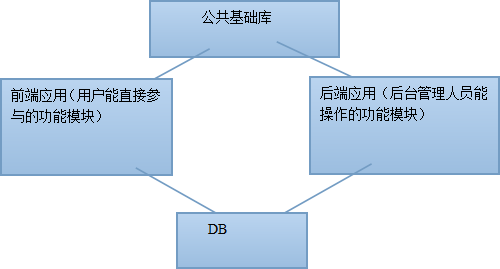 公共基础库
前端应用（用户能直接参
与的功能模块）
后端应用（后台管理人员能
操作的功能模块）
DB